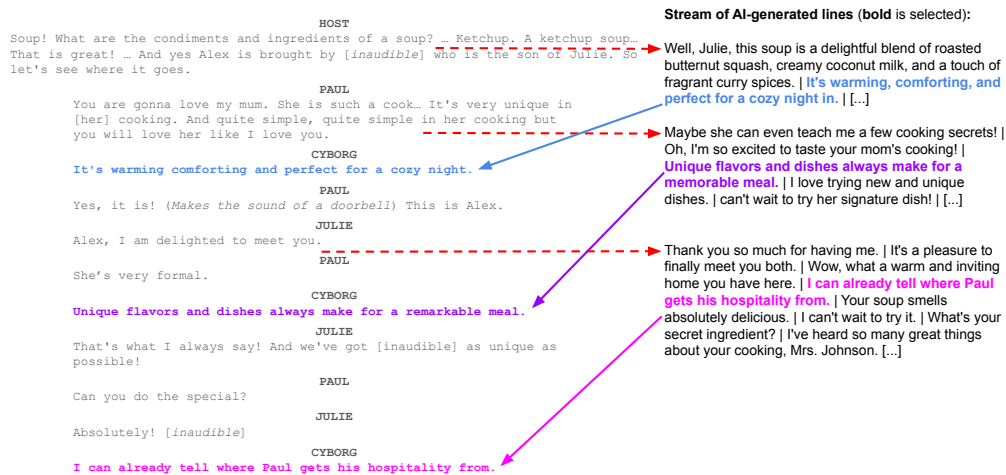 HOST
Soup! What are the condiments and ingredients of a soup? … Ketchup. A ketchup soup…
That is great! … And yes Alex is brought by [inaudible] who is the son of Julie. So
let's see where it goes.
PAUL
You are gonna love my mum. She is such a cook… It's very unique in
[her] cooking. And quite simple, quite simple in her cooking but
you will love her like I love you.
CYBORG
It's warming comforting and perfect for a cozy night.
PAUL
Yes, it is! (Makes the sound of a doorbell) This is Alex.
JULIE
Alex, I am delighted to meet you.
PAUL
She's very formal.
CYBORG
Unique flavors and dishes always make for a remarkable meal.
JULIE
That's what I always say! And we've got [inaudible] as unique as
possible!
PAUL
Can you do the special?
JULIE
Absolutely! [inaudible]
CYBORG
I can already tell where Paul gets his hospitality from.
Stream of AI-generated lines (bold is selected):
Well, Julie, this soup is a delightful blend of roasted
butternut squash, creamy coconut milk, and a touch of
fragrant curry spices. | It's warming, comforting, and
perfect for a cozy night in. | [...]
Maybe she can even teach me a few cooking secrets! |
Oh, I'm so excited to taste your mom's cooking! |
Unique flavors and dishes always make for a
memorable meal. | I love trying new and unique
dishes. | can't wait to try her signature dish! | [...]
Thank you so much for having me. | It's a pleasure to
finally meet you both. | Wow, what a warm and inviting
home you have here. | I can already tell where Paul
gets his hospitality from. | Your soup smells
absolutely delicious. | I can't wait to try it. | What's your
secret ingredient? | I've heard so many great things
about your cooking, Mrs. Johnson. [...]